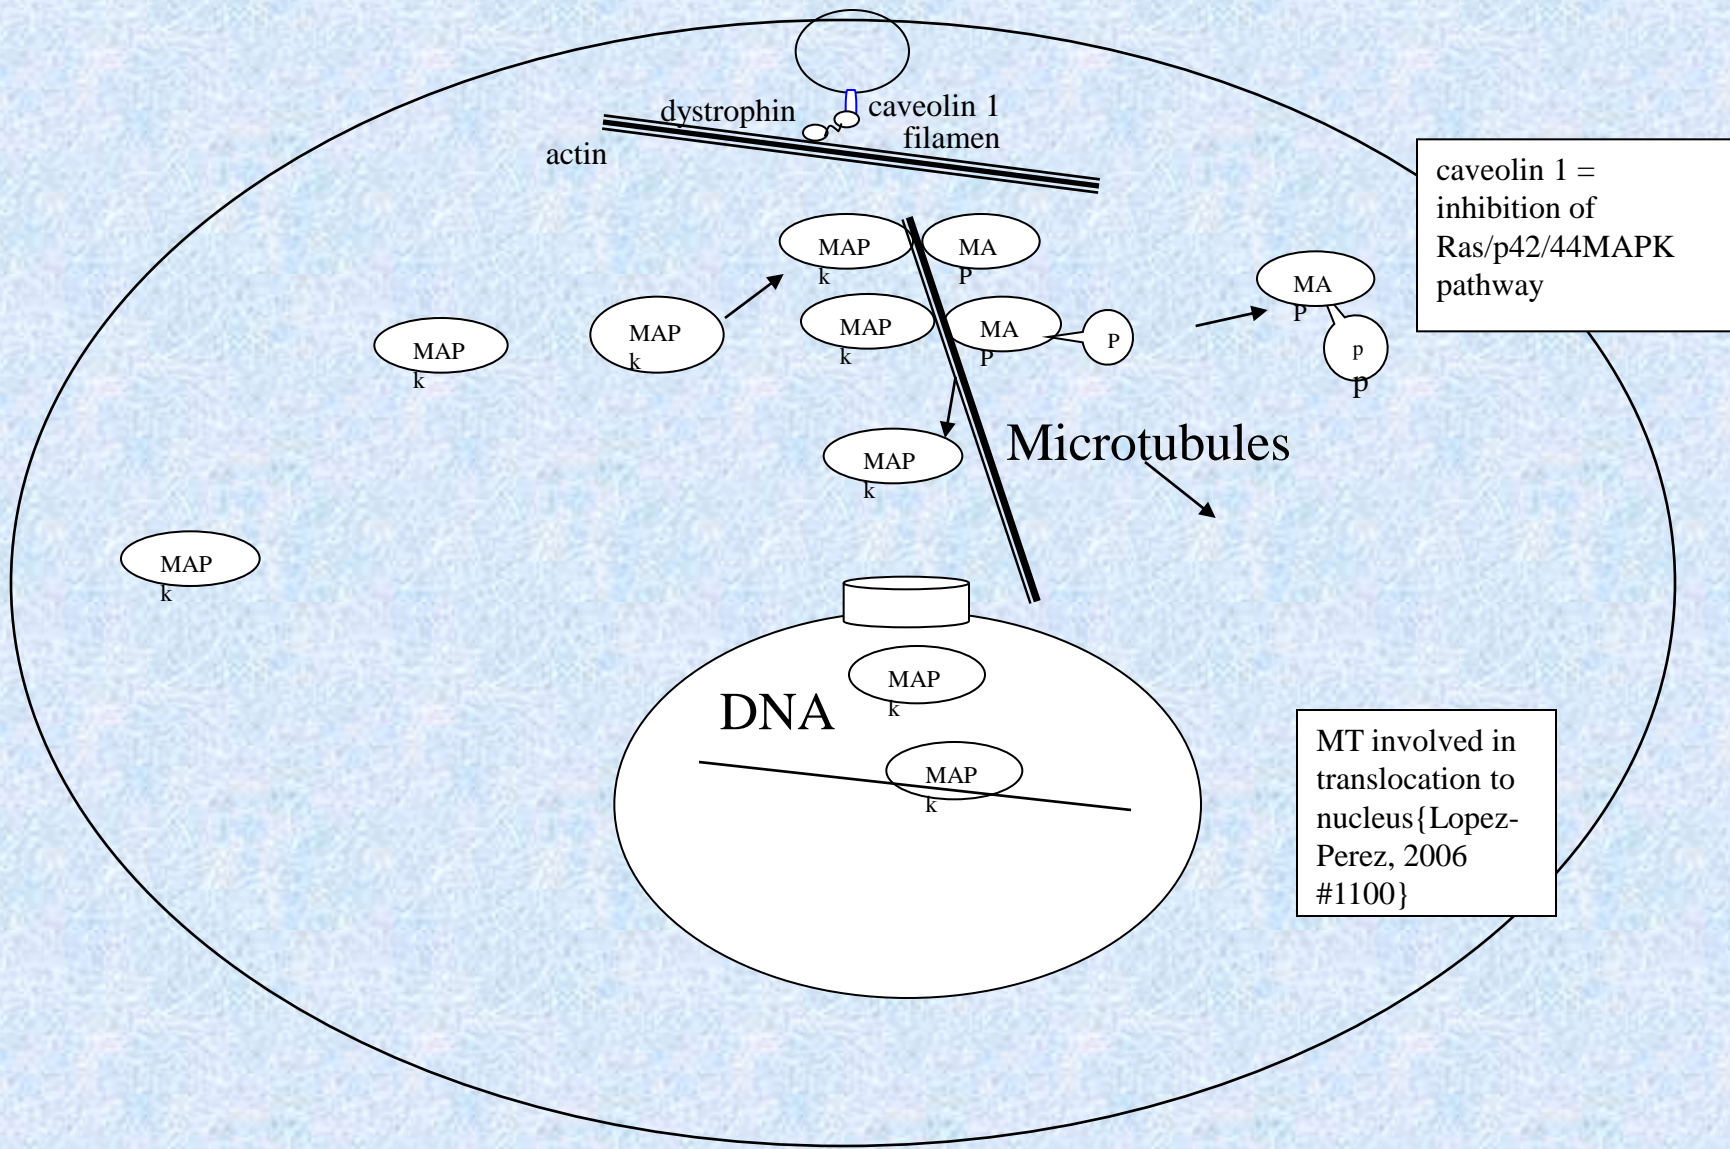 dystrophin
caveolin 1
filamen
actin
caveolin 1 =
inhibition of
Ras/p42/44MAPK
pathway
MAP
k
MA
P
MAP
k
MAP
k
MAP
k
MA
P
P
MA
P
p
p
Microtubules
MAP
k
MAP
k
MAP
k
DNA
MAP
k
MT involved in
translocation to
nucleus{Lopez-
Perez, 2006
#1100}